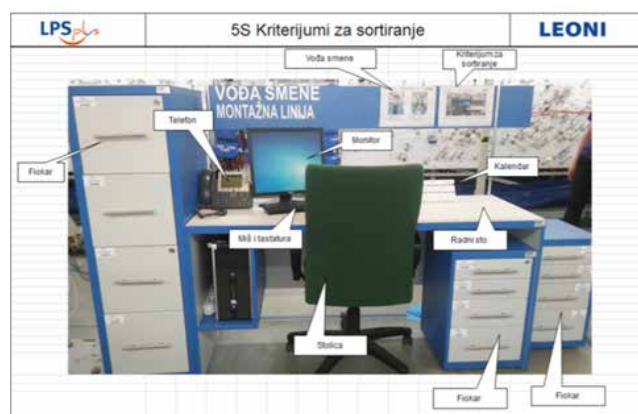 LPSplus
5S Kriterijumi za sortiranje
LEONI
Vođa smene
Kriterijum za
sortiranje
VOĐA SMENE
MONTAŽNA LINIJA
Telefon
Monitor
Fiokar
Kalendar
Miš i tastatura
Radni sto
Stolica
Fiokar
Fiokar